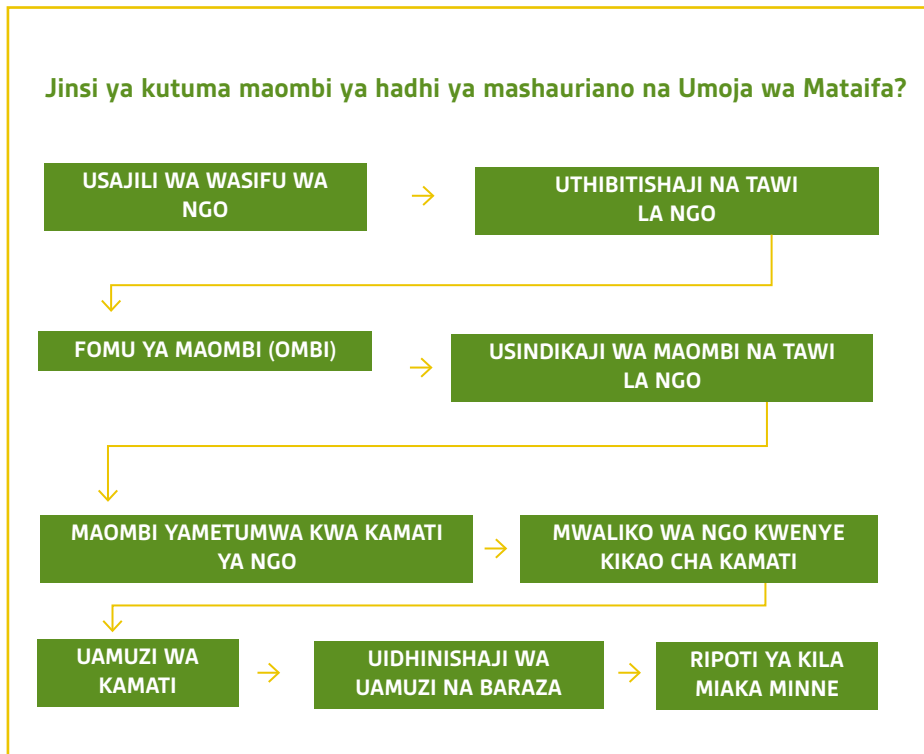 Jinsi ya kutuma maombi ya hadhi ya mashauriano na Umoja wa Mataifa?
USAJILI WA WASIFU WA
NGO
UTHIBITISHAJI NA TAWI
LA NGO
FOMU YA MAOMBI (OMBI)
USINDIKAJI WA MAOMBI NA TAWI
LA NGO
MAOMBI YAMETUMWA KWA KAMATI
YA NGO
MWALIKO WA NGO KWENYE
KIKAO CHA KAMATI
UAMUZI WA
KAMATI
UIDHINISHAJI WA
UAMUZI NA BARAZA
RIPOTI YA KILA
MIAKA MINNE